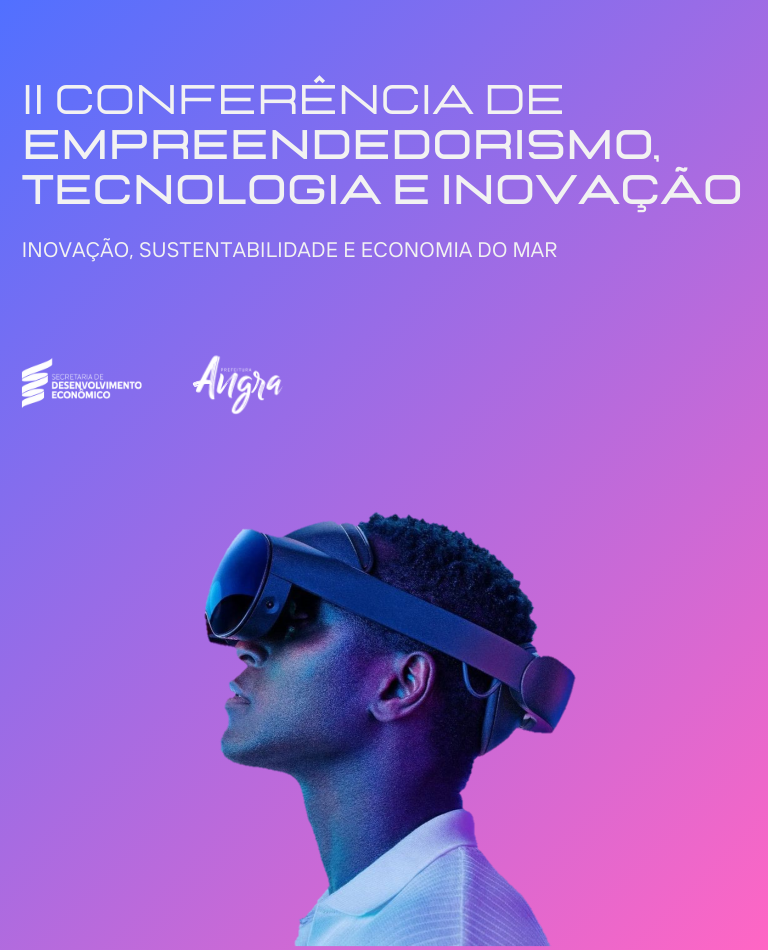 II CONFERÊNCIA DE
EMPREENDEDORISMO,
TECNOLOGIA E INOVAÇÃO
INOVAÇÃO, SUSTENTABILIDADE E ECONOMIA DO MAR
SECRETARIA DE
DESENVOLVIMENTO
ECONÔMICO
PREFEITURA
Angra